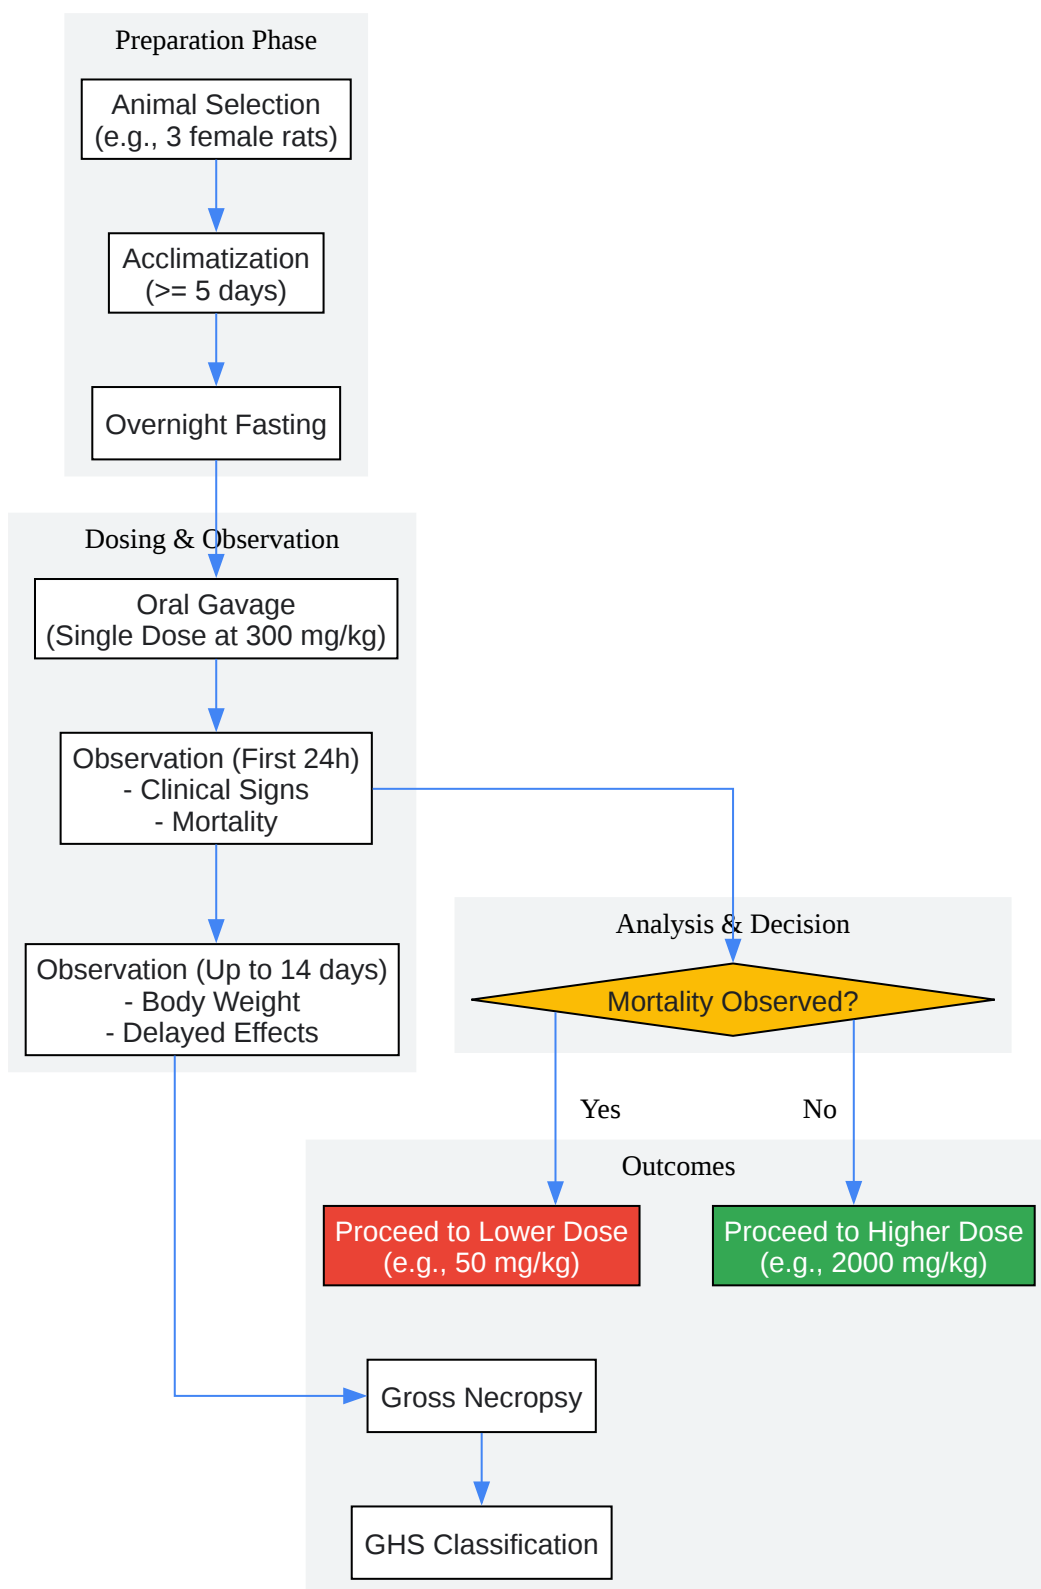 Preparation Phase
Animal Selection
(e.g., 3 female rats)
Acclimatization
(>= 5 days)
Overnight Fasting
Dosing & Observation
Oral Gavage
(Single Dose at 300 mg/kg)
Observation (First 24h)
- Clinical Signs
- Mortality
Observation (Up to 14 days)
- Body Weight
- Delayed Effects
Analysis & Decision
Mortality Observed?
Yes
No
Outcomes
Proceed to Lower Dose
(e.g., 50 mg/kg)
Proceed to Higher Dose
(e.g., 2000 mg/kg)
Gross Necropsy
GHS Classification